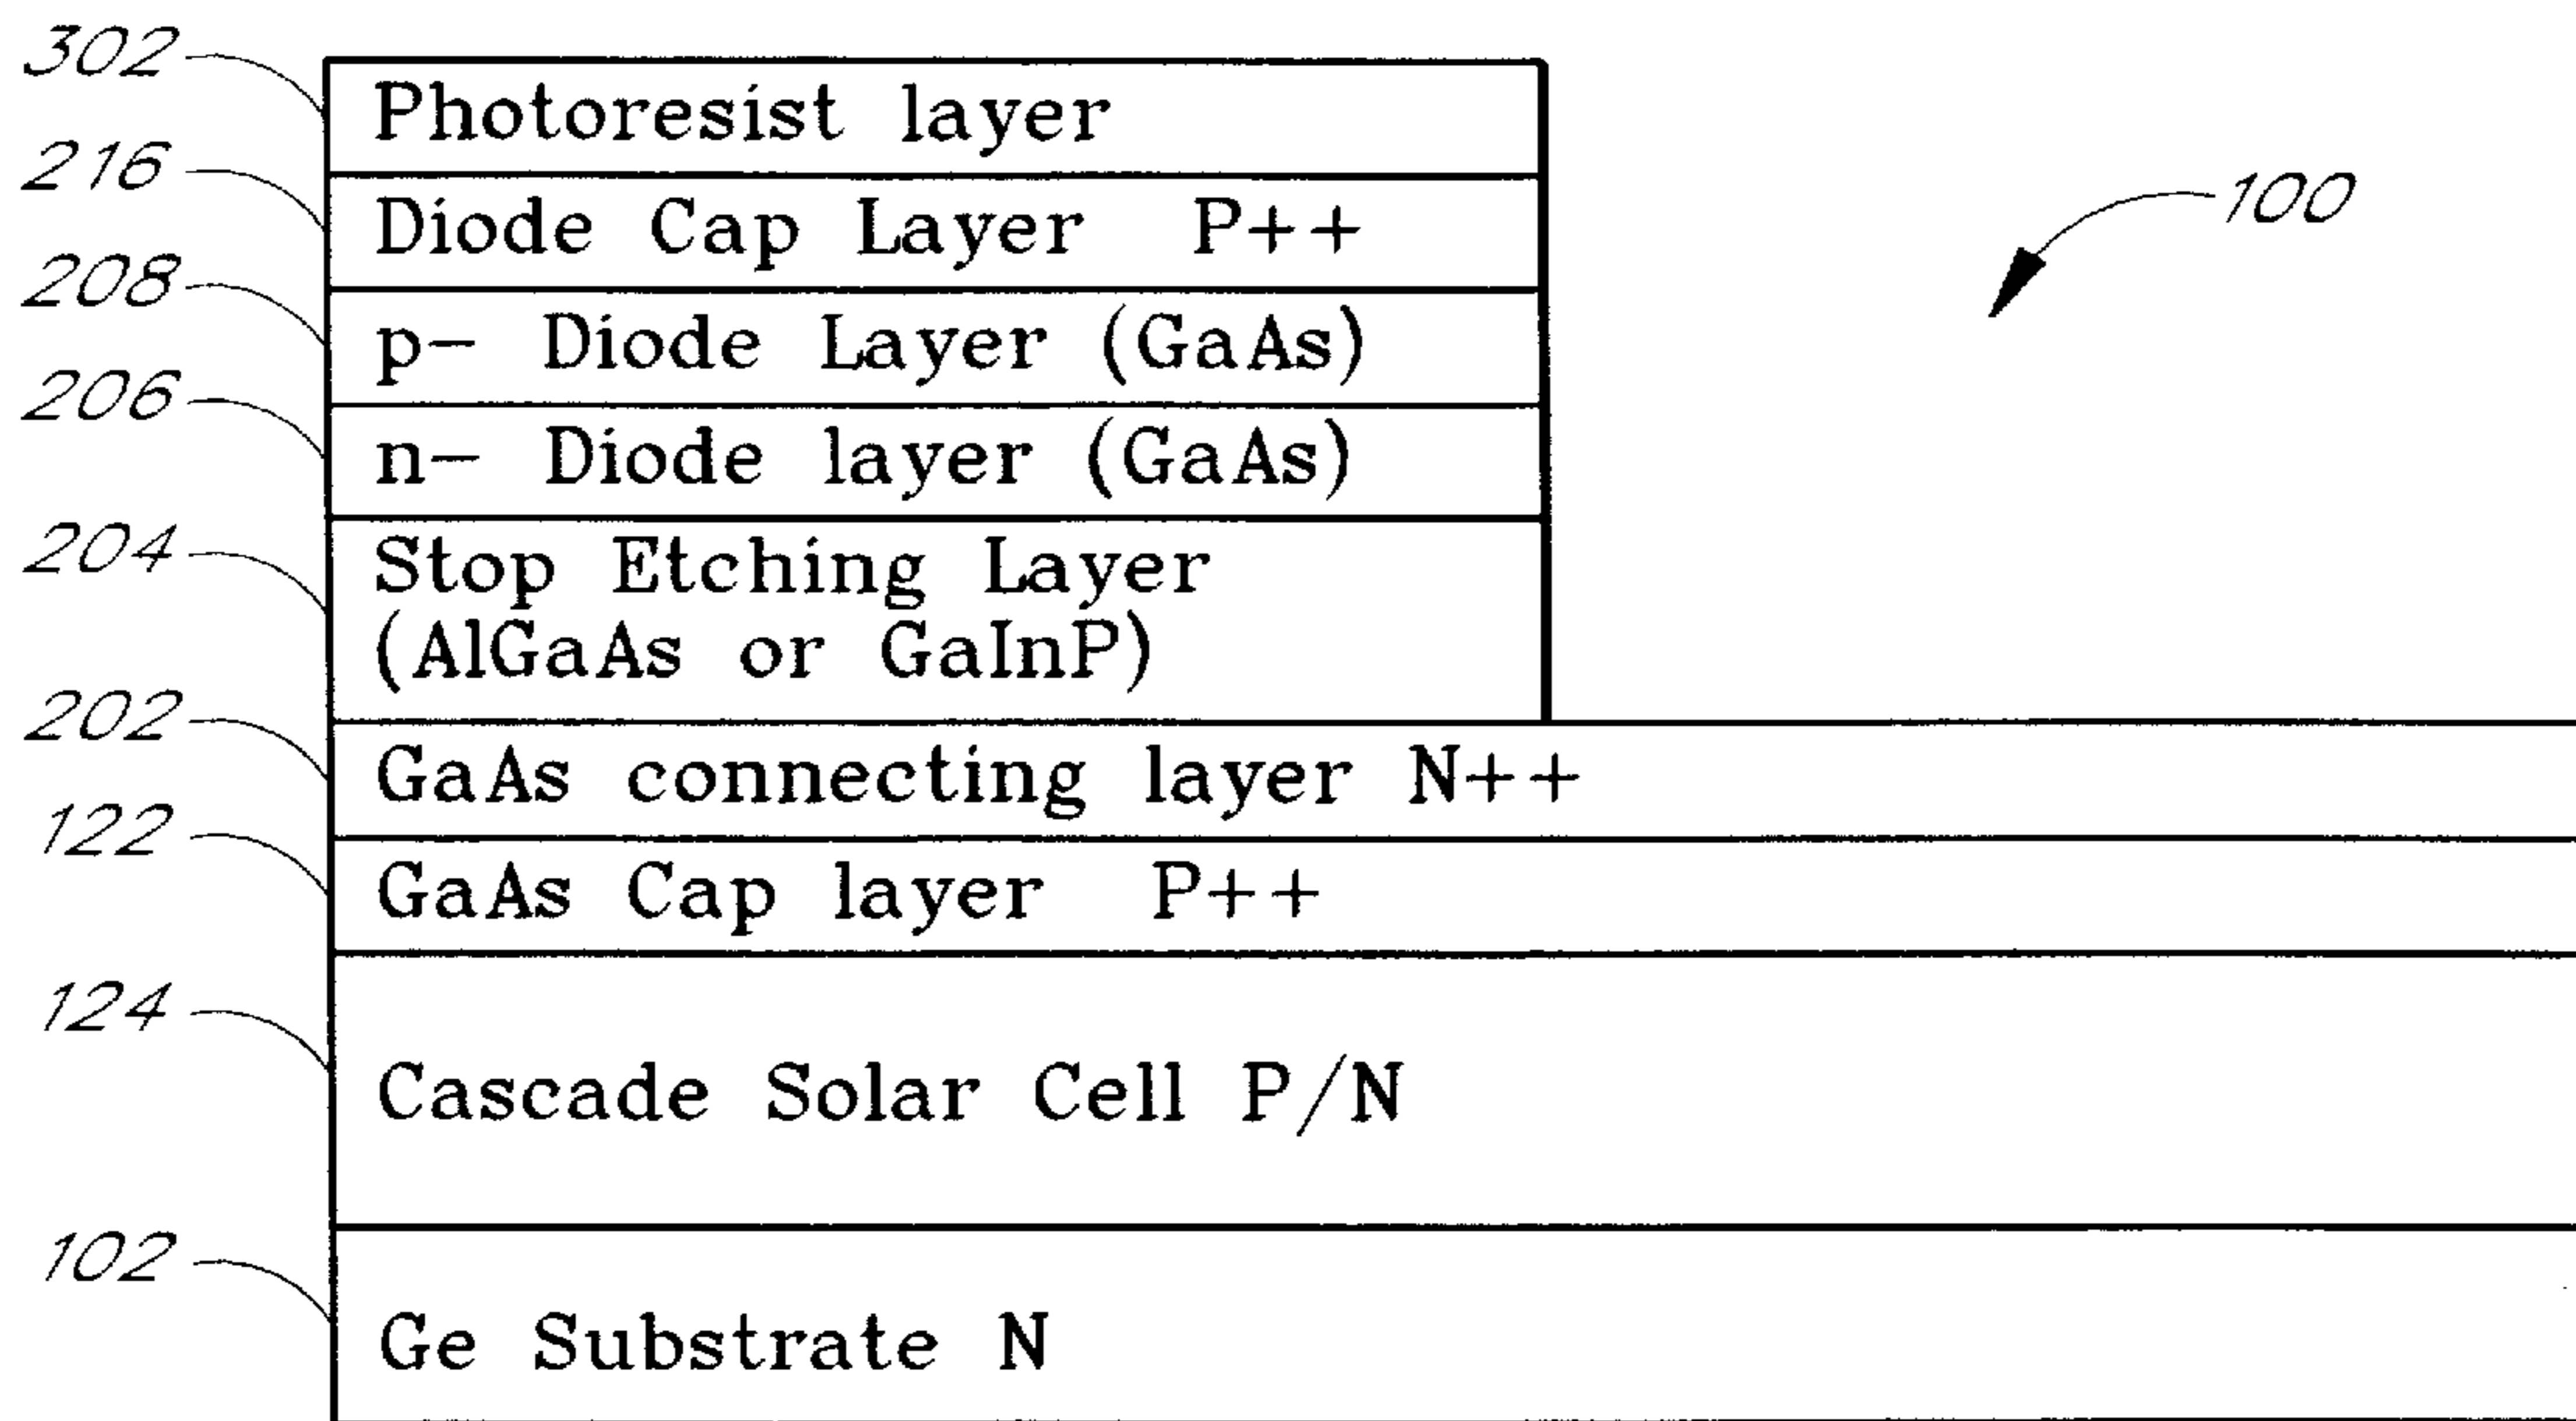 302
Photoresist layer
216
Diode Cap Layer P++
100
208
p- Diode Layer (GaAs)
206
n- Diode layer (GaAs)
204
Stop Etching Layer
(AlGaAs or GaInP)
202
GaAs connecting layer N++
122
GaAs Cap layer P++
124
Cascade Solar Cell P/N
102
Ge Substrate N